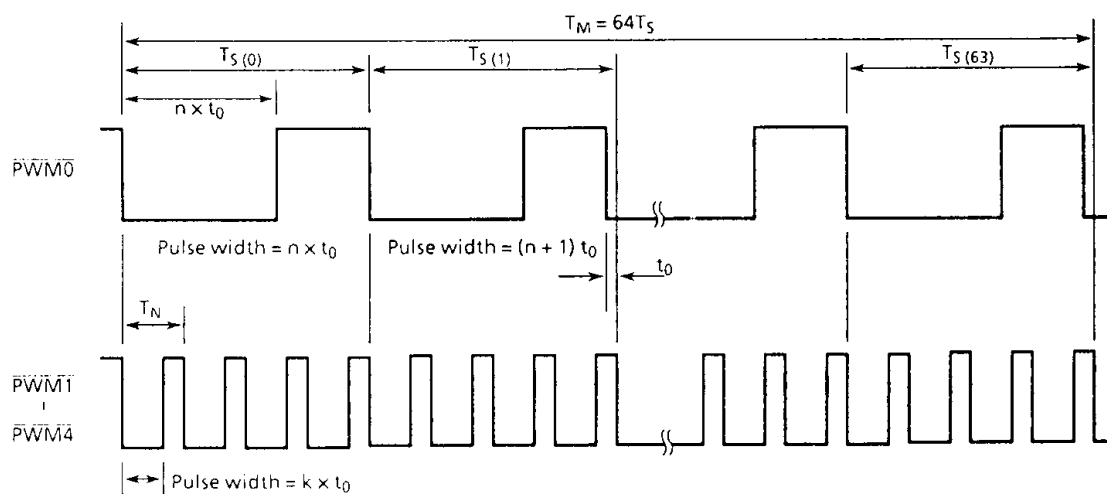 T_M = 64T_S
T_S (0)
T_S (1)
T_S (63)
n × t_0
PWM0
Pulse width = n × t_0
Pulse width = (n + 1) t_0
t_0
T_N
PWM1
PWM4
Pulse width = k × t_0